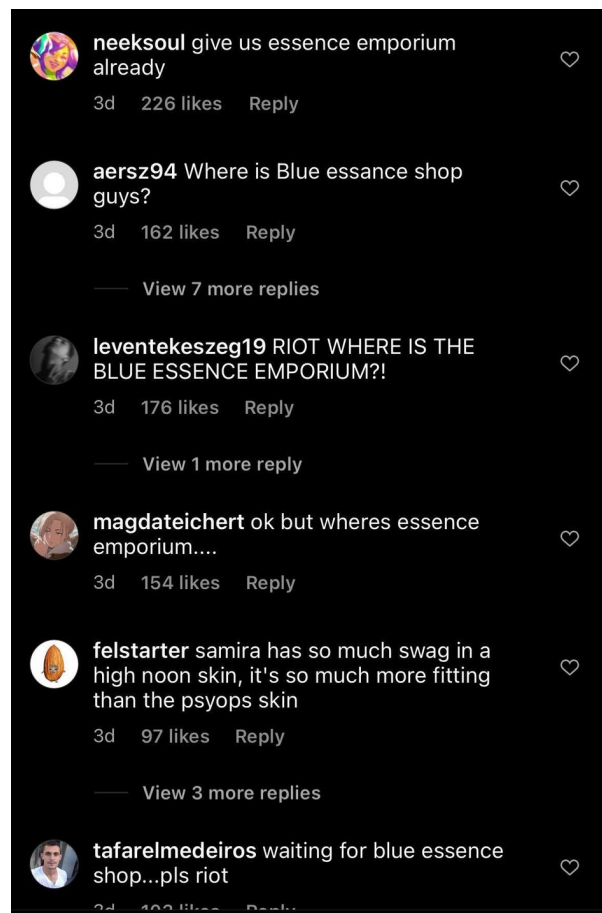 neeksoul give us essence emporium
already
3d 226 likes Reply
aersz94 Where is Blue essance shop
guys?
3d 162 likes Reply
View 7 more replies
leventekeszeg19 RIOT WHERE IS THE
BLUE ESSENCE EMPORIUM?!
3d 176 likes Reply
View 1 more reply
magdateichert ok but wheres essence
emporium....
3d 154 likes Reply
felstarter samira has so much swag in a
high noon skin, it's so much more fitting
than the psyops skin
3d 97 likes Reply
View 3 more replies
tafarelmedeiros waiting for blue essence
shop...pls riot
3d likes Reply